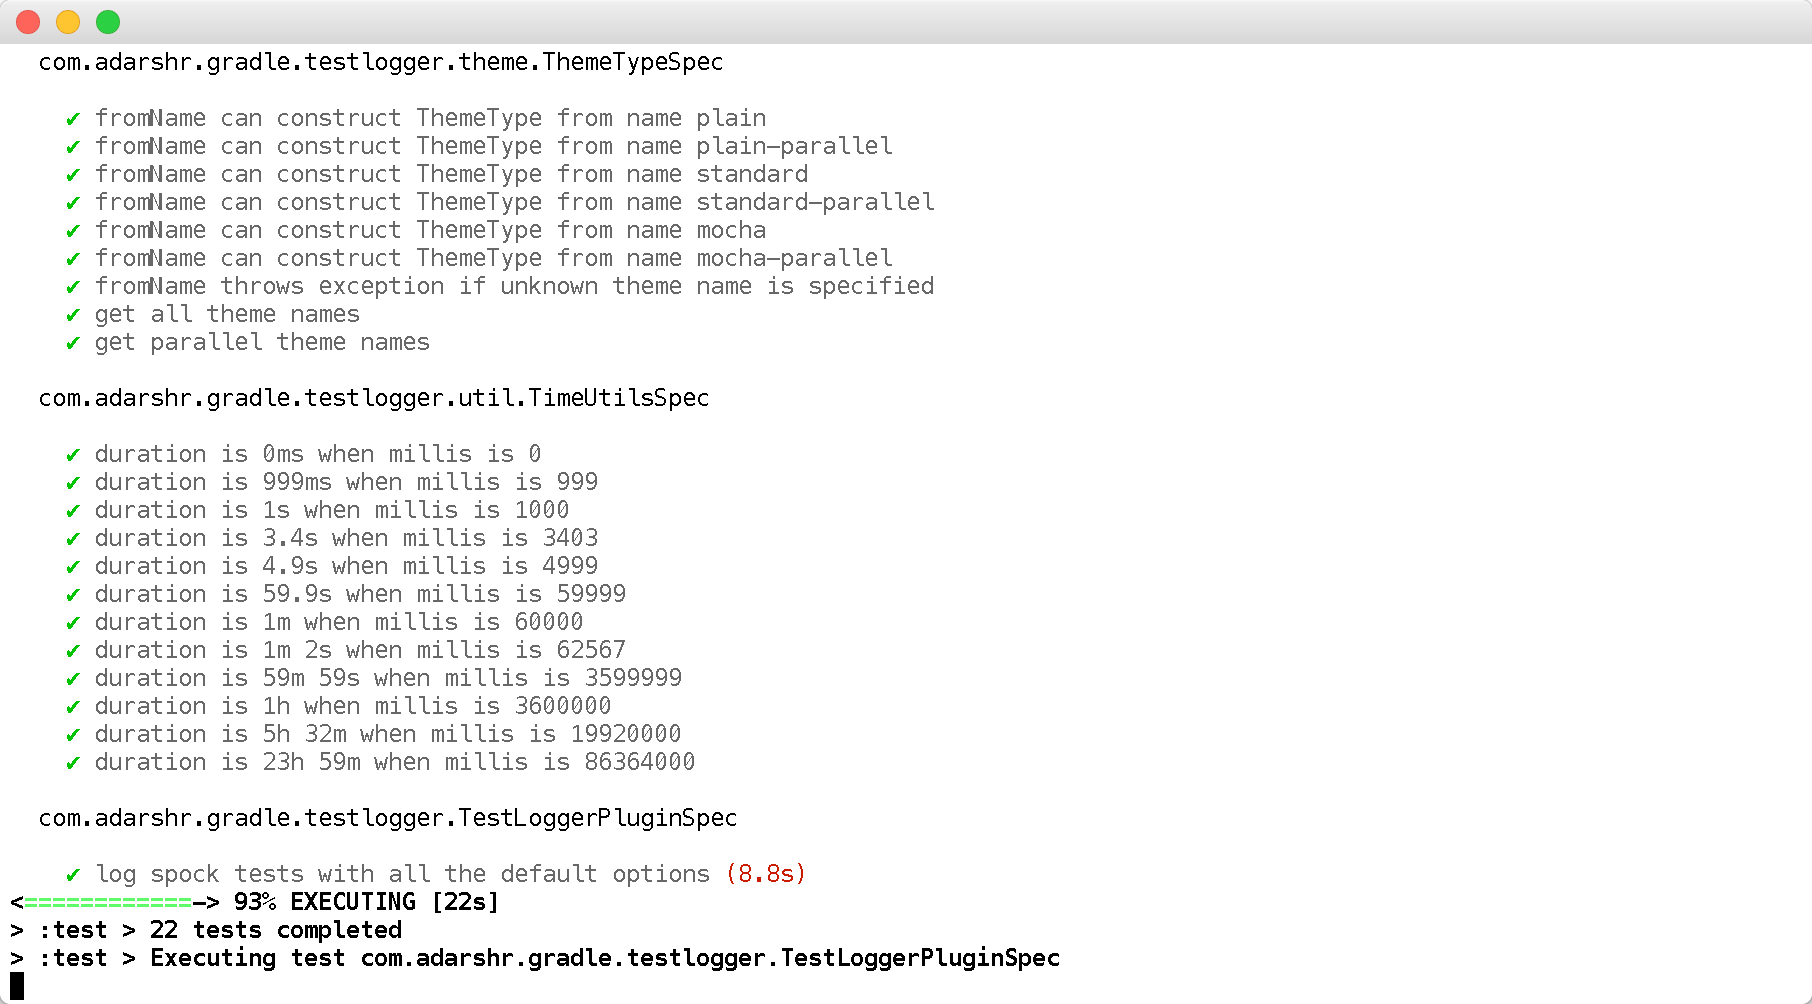 com.adarshr.gradle.testlogger.theme.ThemeTypeSpec
✔ fromName can construct ThemeType from name plain
✔ fromName can construct ThemeType from name plain-parallel
✔ fromName can construct ThemeType from name standard
✔ fromName can construct ThemeType from name standard-parallel
✔ fromName can construct ThemeType from name mocha
✔ fromName can construct ThemeType from name mocha-parallel
✔ fromName throws exception if unknown theme name is specified
✔ get all theme names
✔ get parallel theme names
com.adarshr.gradle.testlogger.util.TimeUtilsSpec
✔ duration is 0ms when millis is 0
✔ duration is 999ms when millis is 999
✔ duration is 1s when millis is 1000
✔ duration is 3.4s when millis is 3403
✔ duration is 4.9s when millis is 4999
✔ duration is 59.9s when millis is 59999
✔ duration is 1m when millis is 60000
✔ duration is 1m 2s when millis is 62567
✔ duration is 59m 59s when millis is 3599999
✔ duration is 1h when millis is 3600000
✔ duration is 5h 32m when millis is 19920000
✔ duration is 23h 59m when millis is 86364000
com.adarshr.gradle.testlogger.TestLoggerPluginSpec
✔ log spock tests with all the default options (8.8s)
<============-> 93% EXECUTING [22s]
> :test > 22 tests completed
> :test > Executing test com.adarshr.gradle.testlogger.TestLoggerPluginSpec